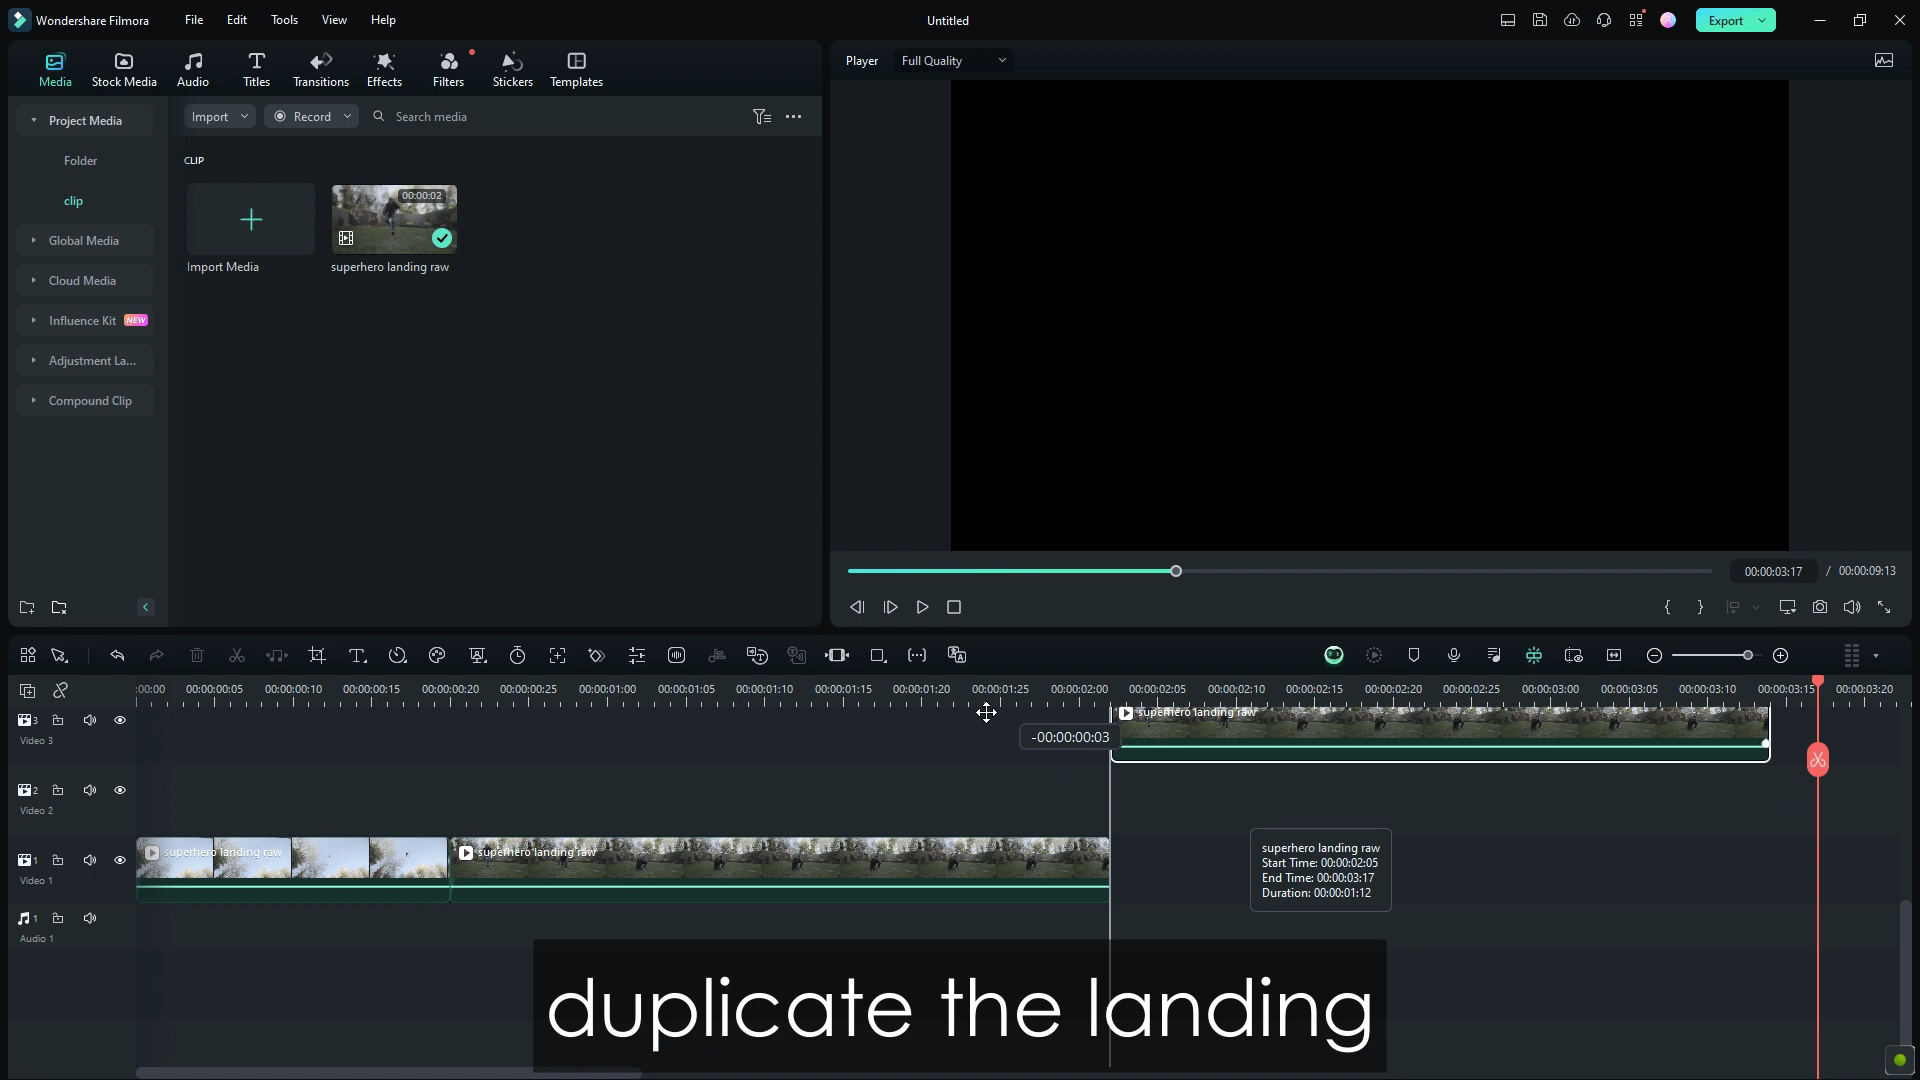 Wondershare Filmora
File
Edit
Tools
View
Help
Untitled
Export
Media
Stock Media
Audio
Titles
Transitions
Effects
Filters
Stickers
Templates
Player
Full Quality
Project Media
Folder
clip
Global Media
Cloud Media
Influence Kit NEW
Adjustment La...
Compound Clip
Import
Record
Search media
CLIP
00:00:02
Import Media
superhero landing raw
00:00:03:17 / 00:00:09:13
:00:00 00:00:00:05 00:00:00:10 00:00:00:15 00:00:00:20 00:00:00:25 00:00:01:00 00:00:01:05 00:00:01:10 00:00:01:15 00:00:01:20 00:00:01:25 00:00:02:00 00:00:02:05 00:00:02:10 00:00:02:15 00:00:02:20 00:00:02:25 00:00:03:00 00:00:03:05 00:00:03:10 00:00:03:15 00:00:03:20
3
Video 3
superhero landing raw
-00:00:00:03
2
Video 2
1
Video 1
superhero landing raw
superhero landing raw
superhero landing raw
Start Time: 00:00:02:05
End Time: 00:00:03:17
Duration: 00:00:01:12
1
Audio 1
duplicate the landing